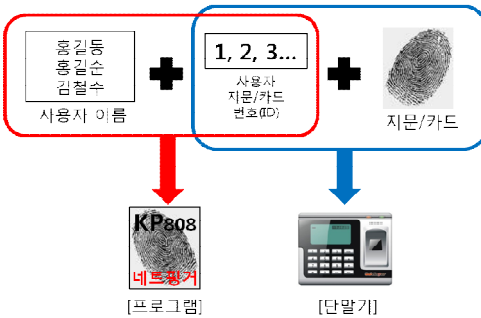 홍길동
홍길순
김철수
사용자 이름
1, 2, 3...
사용자
지문/카드
번호(ID)
지문/카드
KP808
네트핑거
[프로그램]
[단말기]